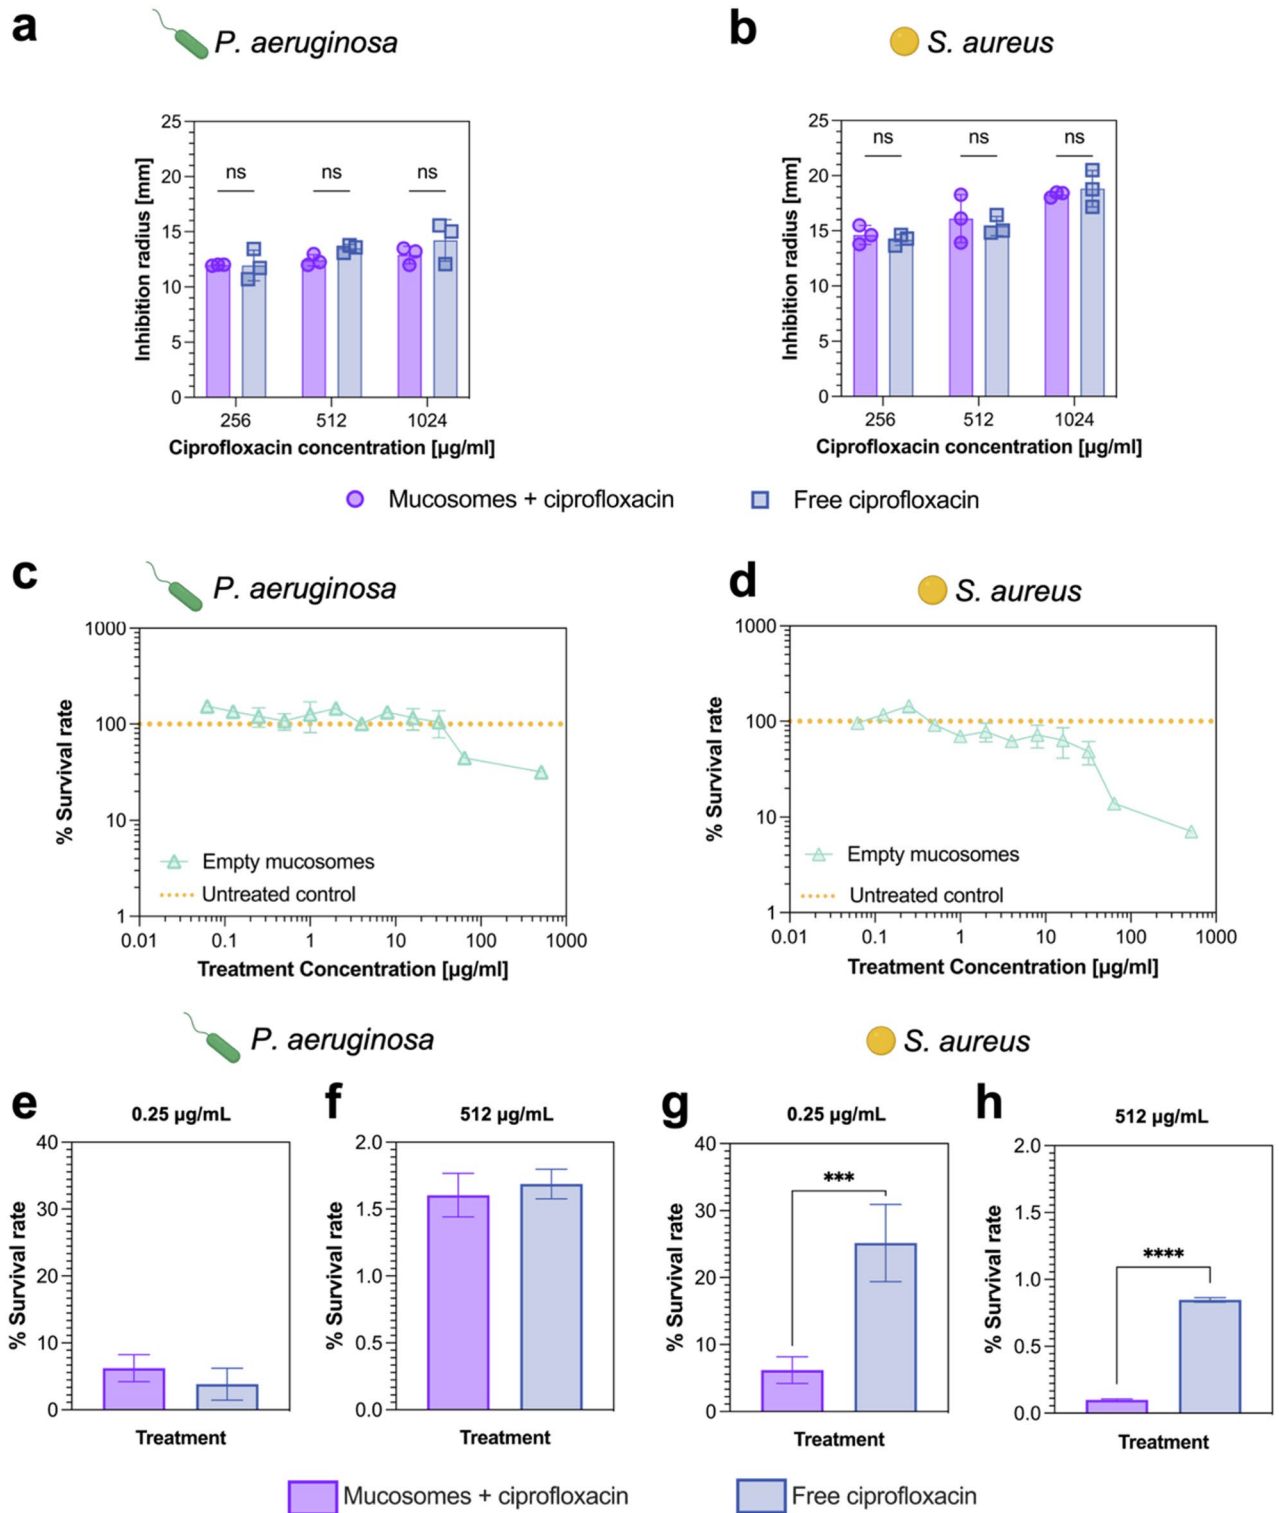 a
P. aeruginosa
b
S. aureus
Inhibition radius [mm]
25
20
15
10
5
0
ns
ns
ns
256
512
1024
Ciprofloxacin concentration [µg/ml]
Inhibition radius [mm]
25
20
15
10
5
0
ns
ns
ns
256
512
1024
Ciprofloxacin concentration [µg/ml]
Mucosomes + ciprofloxacin
Free ciprofloxacin
c
P. aeruginosa
d
S. aureus
% Survival rate
1000
100
10
1
Empty mucosomes
Untreated control
0.01
0.1
1
10
100
1000
Treatment Concentration [µg/ml]
% Survival rate
1000
100
10
1
Empty mucosomes
Untreated control
0.01
0.1
1
10
100
1000
Treatment Concentration [µg/ml]
P. aeruginosa
S. aureus
e
0.25 µg/mL
% Survival rate
40
30
20
10
0
Treatment
f
512 µg/mL
% Survival rate
2.0
1.5
1.0
0.5
0.0
Treatment
g
0.25 µg/mL
% Survival rate
40
30
20
10
0
***
Treatment
h
512 µg/mL
% Survival rate
2.0
1.5
1.0
0.5
0.0
****
Treatment
Mucosomes + ciprofloxacin
Free ciprofloxacin